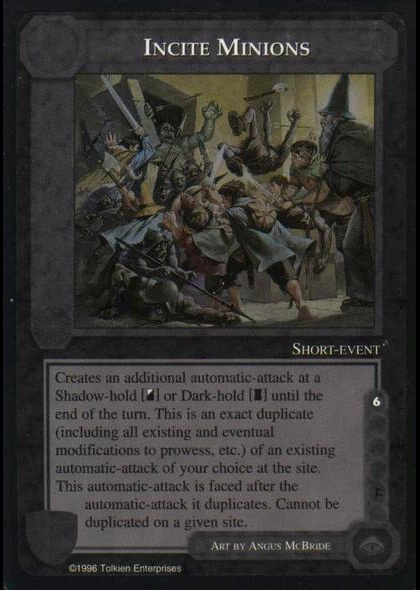 INCITE MINIONS
SHORT-EVENT
Creates an additional automatic-attack at a
Shadow-hold [ ] or Dark-hold [ ] until the
end of the turn. This is an exact duplicate
(including all existing and eventual
modifications to prowess, etc.) of an existing
automatic-attack of your choice at the site.
This automatic-attack is faced after the
automatic-attack it duplicates. Cannot be
duplicated on a given site.
6
F
ART BY ANGUS MCBRIDE
©1996 Tolkien Enterprises